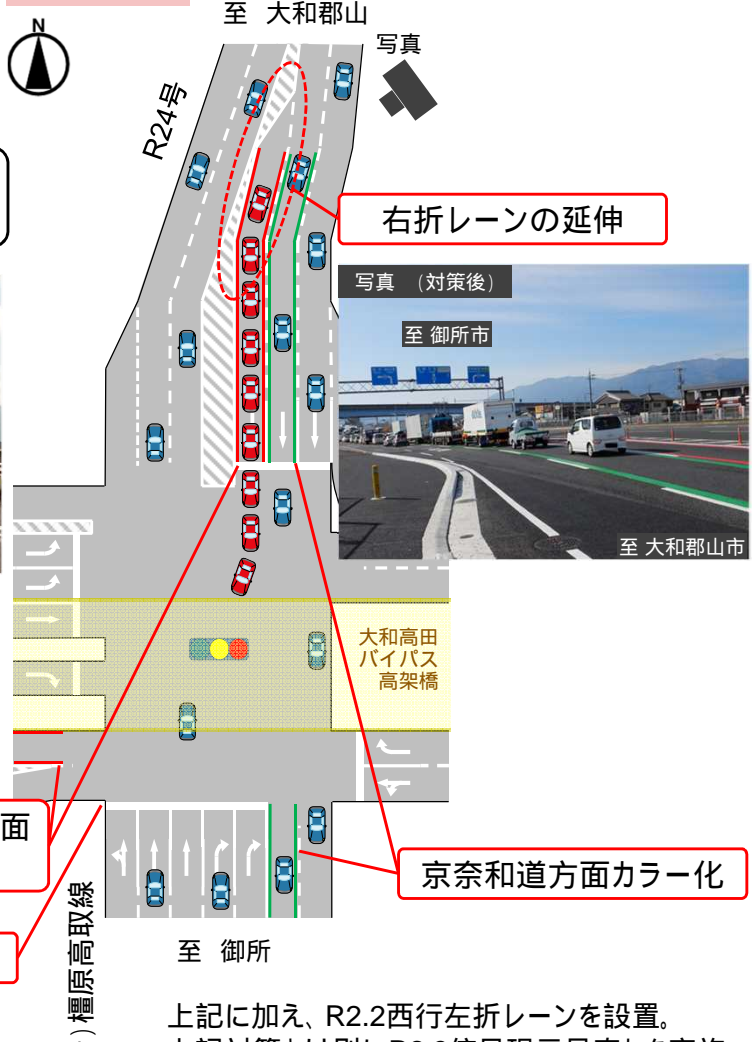 至 大和郡山
N
写真
R24号
右折レーンの延伸
写真 （対策後）
至 御所市
至 大和郡山市
大和高田
バイパス
高架橋
面
京奈和道方面カラー化
橿原高取線
至 御所
上記に加え、R2.2西行左折レーンを設置。